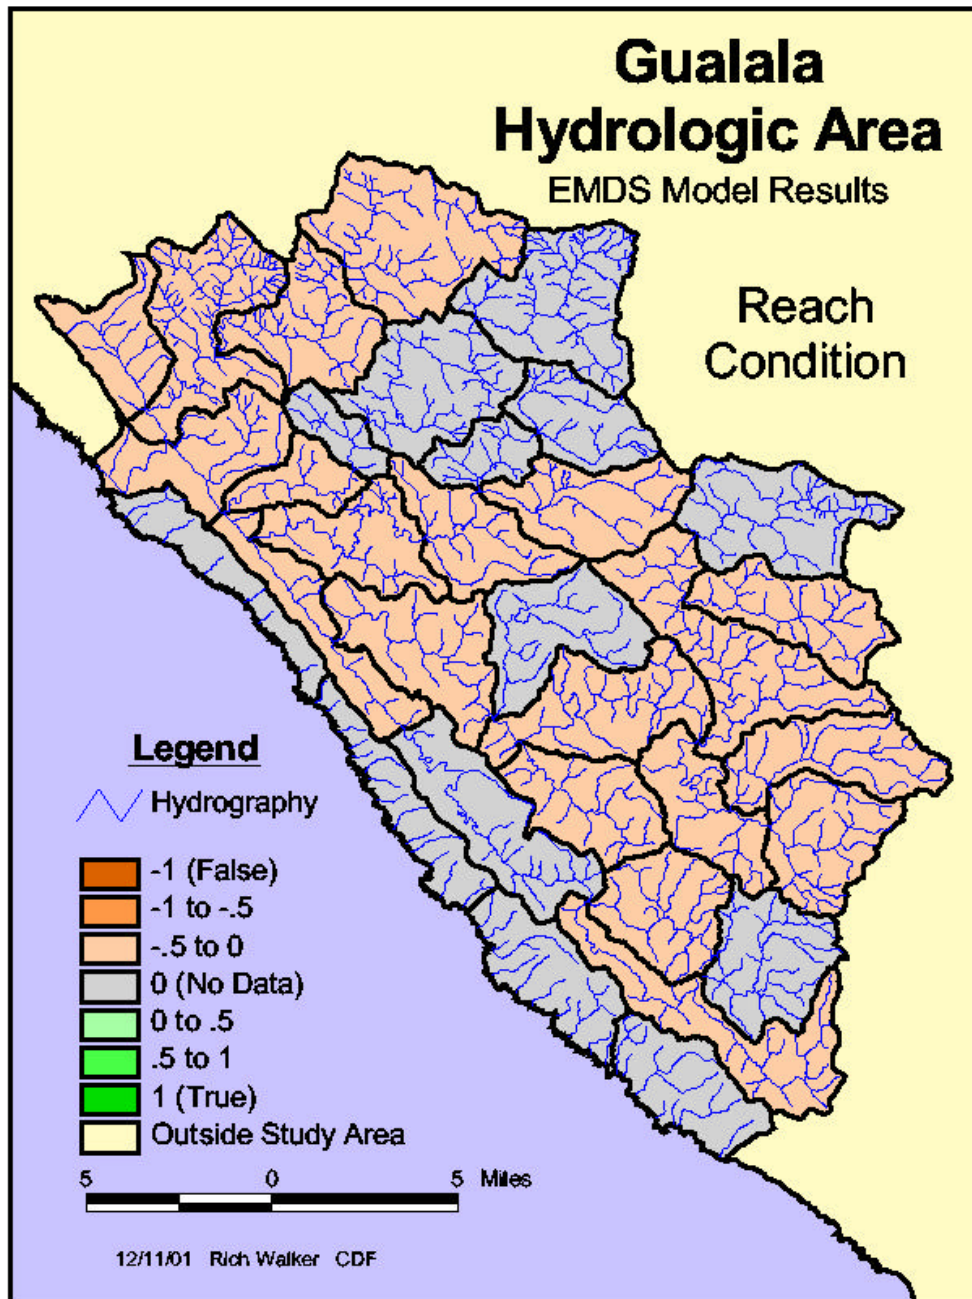 Gualala
Hydrologic Area
EMDS Model Results
Reach
Condition
Legend
Hydrography
-1 (False)
-1 to -.5
-.5 to 0
0 (No Data)
0 to .5
.5 to 1
1 (True)
Outside Study Area
5 0 5 Miles
12/11/01 Rich Walker CDF